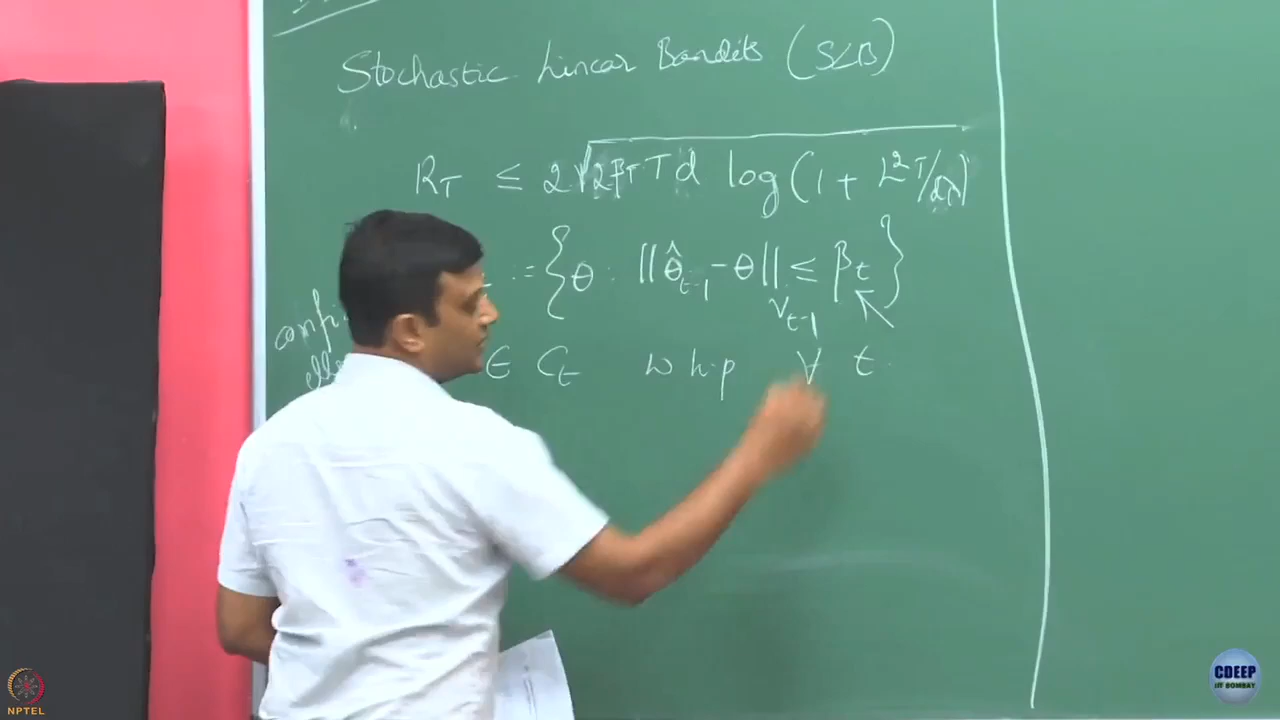 Stochastic Linear Bandits (SLB)
R_T ≤ 2√(2β_T T d log(1 + L²T/dλ))
:= {θ : ||θ̂_{t-1} - θ||_{V_{t-1}} ≤ β_t}
∈ C_t w.h.p ∀ t.
NPTEL
CDEEP
IIT BOMBAY